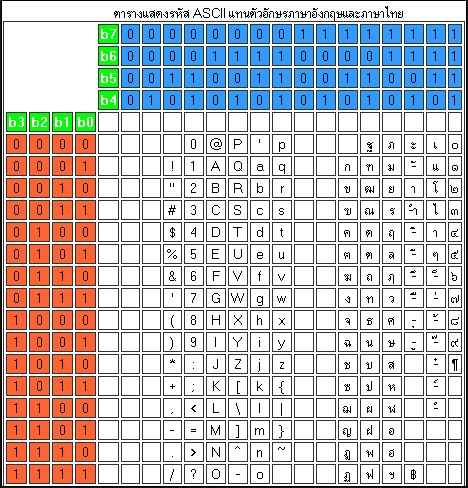 ตารางแสดงรหัส ASCII แทนตัวอักษรภาษาอังกฤษและภาษาไทย
b7 0 0 0 0 0 0 0 0 1 1 1 1 1 1 1 1
b6 0 0 0 0 1 1 1 1 0 0 0 0 1 1 1 1
b5 0 0 1 1 0 0 1 1 0 0 1 1 0 0 1 1
b4 0 1 0 1 0 1 0 1 0 1 0 1 0 1 0 1
b3 b2 b1 b0
0 0 0 0 0 @ P ' p ฐ ภ ะ เ ๐
0 0 0 1 ! 1 A Q a q ก ฑ ม ั แ ๑
0 0 1 0 " 2 B R b r ข ฒ ย า โ ๒
0 0 1 1 # 3 C S c s ฃ ณ ร ำ ไ ๓
0 1 0 0 $ 4 D T d t ค ด ฤ ิ า ๔
0 1 0 1 % 5 E U e u ฅ ต ล ี ๆ ๕
0 1 1 0 & 6 F V f v ฆ ถ ฦ ึ ็ ๖
0 1 1 1 ' 7 G W g w ง ท ว ื ่ ๗
1 0 0 0 ( 8 H X h x จ ธ ศ ุ ้ ๘
1 0 0 1 ) 9 I Y i y ฉ น ษ ู ๊ ๙
1 0 1 0 * : J Z j z ช บ ส ๋ ¶
1 0 1 1 + ; K [ k { ซ ป ห ์
1 1 0 0 , < L \ l | ฌ ผ ฬ ํ
1 1 0 1 - = M ] m } ญ ฝ อ
1 1 1 0 . > N ^ n ~ ฎ พ ฮ
1 1 1 1 / ? O - o ฏ ฟ ฯ ฿